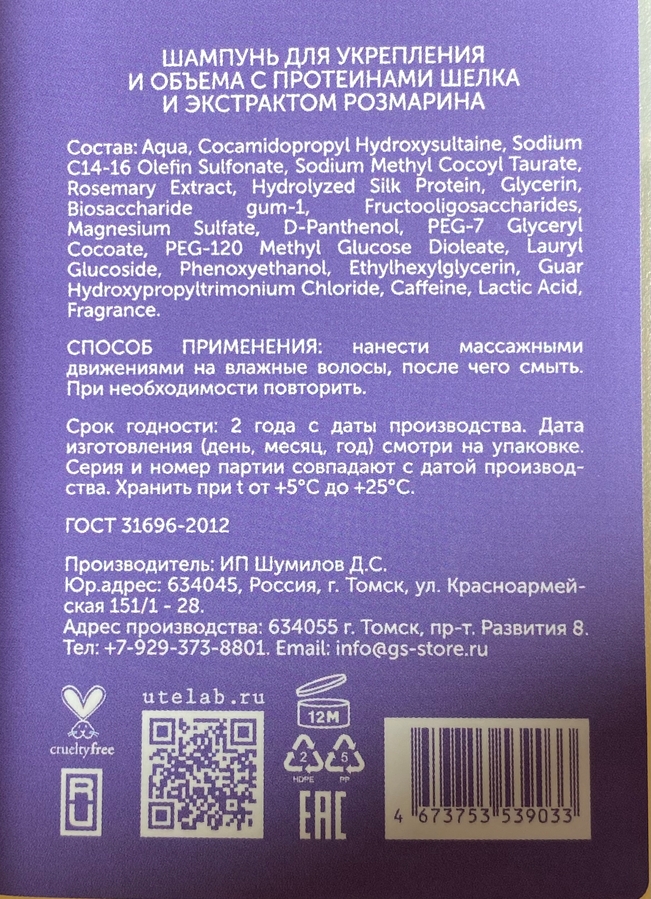 ШАМПУНЬ ДЛЯ УКРЕПЛЕНИЯ
И ОБЪЕМА С ПРОТЕИНАМИ ШЕЛКА
И ЭКСТРАКТОМ РОЗМАРИНА
Состав: Aqua, Cocamidopropyl Hydroxysultaine, Sodium
C14-16 Olefin Sulfonate, Sodium Methyl Cocoyl Taurate,
Rosemary Extract, Hydrolyzed Silk Protein, Glycerin,
Biosaccharide gum-1, Fructooligosaccharides,
Magnesium Sulfate, D-Panthenol, PEG-7 Glyceryl
Cocoate, PEG-120 Methyl Glucose Dioleate, Lauryl
Glucoside, Phenoxyethanol, Ethylhexylglycerin, Guar
Hydroxypropyltrimonium Chloride, Caffeine, Lactic Acid,
Fragrance.
СПОСОБ ПРИМЕНЕНИЯ: нанести массажными
движениями на влажные волосы, после чего смыть.
При необходимости повторить.
Срок годности: 2 года с даты производства. Дата
изготовления (день, месяц, год) смотри на упаковке.
Серия и номер партии совпадают с датой производ-
ства. Хранить при t от +5°C до +25°C.
ГОСТ 31696-2012
Производитель: ИП Шумилов Д.С.
Юр.адрес: 634045, Россия, г. Томск, ул. Красноармей-
ская 151/1 - 28.
Адрес производства: 634055 г. Томск, пр-т. Развития 8.
Тел: +7-929-373-8801. Email: info@gs-store.ru
utelab.ru
12M
crueltyfree
2 5
HDPE PP
RU
EAC
4 673753 539033